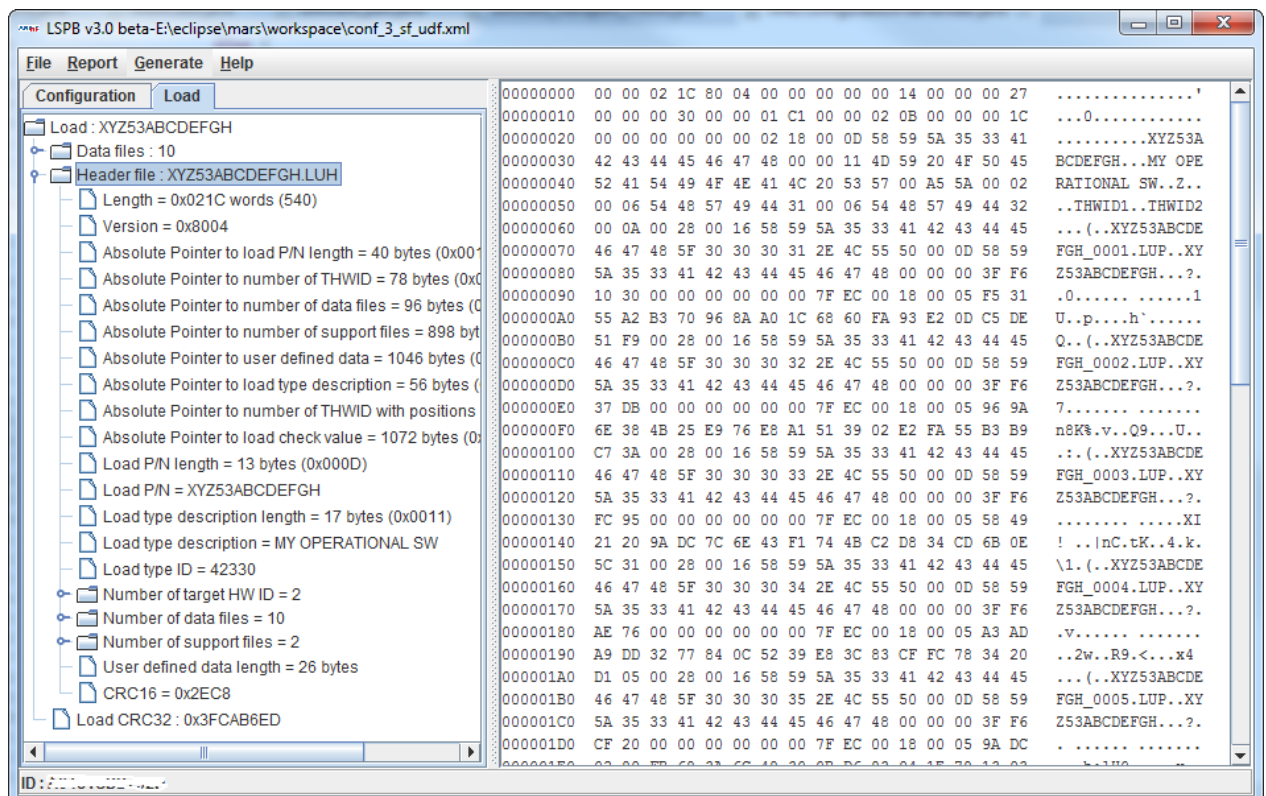 LSPB v3.0 beta-E:\eclipse\mars\workspace\conf_3_sf_udf.xml
File Report Generate Help
Configuration Load
Load : XYZ53ABCDEFGH
Data files : 10
Header file : XYZ53ABCDEFGH.LUH
Length = 0x021C words (540)
Version = 0x8004
Absolute Pointer to load P/N length = 40 bytes (0x001
Absolute Pointer to number of THWID = 78 bytes (0x0
Absolute Pointer to number of data files = 96 bytes (0
Absolute Pointer to number of support files = 898 byt
Absolute Pointer to user defined data = 1046 bytes (0
Absolute Pointer to load type description = 56 bytes (
Absolute Pointer to number of THWID with positions
Absolute Pointer to load check value = 1072 bytes (0x
Load P/N length = 13 bytes (0x000D)
Load P/N = XYZ53ABCDEFGH
Load type description length = 17 bytes (0x0011)
Load type description = MY OPERATIONAL SW
Load type ID = 42330
Number of target HW ID = 2
Number of data files = 10
Number of support files = 2
User defined data length = 26 bytes
CRC16 = 0x2EC8
Load CRC32 : 0x3FCAB6ED
00000000 00 00 02 1C 80 04 00 00 00 00 00 14 00 00 00 27 ...............'
00000010 00 00 00 30 00 00 01 C1 00 00 02 0B 00 00 00 1C ...0............
00000020 00 00 00 00 00 00 02 18 00 0D 58 59 5A 35 33 41 ..........XYZ53A
00000030 42 43 44 45 46 47 48 00 00 11 4D 59 20 4F 50 45 BCDEFGH...MY OPE
00000040 52 41 54 49 4F 4E 41 4C 20 53 57 00 A5 5A 00 02 RATIONAL SW..Z..
00000050 00 06 54 48 57 49 44 31 00 06 54 48 57 49 44 32 ..THWID1..THWID2
00000060 00 0A 00 28 00 16 58 59 5A 35 33 41 42 43 44 45 ...(..XYZ53ABCDE
00000070 46 47 48 5F 30 30 30 31 2E 4C 55 50 00 0D 58 59 FGH_0001.LUP..XY
00000080 5A 35 33 41 42 43 44 45 46 47 48 00 00 00 3F F6 Z53ABCDEFGH...?.
00000090 10 30 00 00 00 00 00 00 7F EC 00 18 00 05 F5 31 .0...... ......1
000000A0 55 A2 B3 70 96 8A A0 1C 68 60 FA 93 E2 0D C5 DE U..p....h`......
000000B0 51 F9 00 28 00 16 58 59 5A 35 33 41 42 43 44 45 Q..(..XYZ53ABCDE
000000C0 46 47 48 5F 30 30 30 32 2E 4C 55 50 00 0D 58 59 FGH_0002.LUP..XY
000000D0 5A 35 33 41 42 43 44 45 46 47 48 00 00 00 3F F6 Z53ABCDEFGH...?.
000000E0 37 DB 00 00 00 00 00 00 7F EC 00 18 00 05 96 9A 7....... .......
000000F0 6E 38 4B 25 E9 76 E8 A1 51 39 02 E2 FA 55 B3 B9 n8K%.v..Q9...U..
00000100 C7 3A 00 28 00 16 58 59 5A 35 33 41 42 43 44 45 .:.(..XYZ53ABCDE
00000110 46 47 48 5F 30 30 30 33 2E 4C 55 50 00 0D 58 59 FGH_0003.LUP..XY
00000120 5A 35 33 41 42 43 44 45 46 47 48 00 00 00 3F F6 Z53ABCDEFGH...?.
00000130 FC 95 00 00 00 00 00 00 7F EC 00 18 00 05 58 49 ........ .....XI
00000140 21 20 9A DC 7C 6E 43 F1 74 4B C2 D8 34 CD 6B 0E ! ..|nC.tK..4.k.
00000150 5C 31 00 28 00 16 58 59 5A 35 33 41 42 43 44 45 \1.(..XYZ53ABCDE
00000160 46 47 48 5F 30 30 30 34 2E 4C 55 50 00 0D 58 59 FGH_0004.LUP..XY
00000170 5A 35 33 41 42 43 44 45 46 47 48 00 00 00 3F F6 Z53ABCDEFGH...?.
00000180 AE 76 00 00 00 00 00 00 7F EC 00 18 00 05 A3 AD .v...... .......
00000190 A9 DD 32 77 84 0C 52 39 E8 3C 83 CF FC 78 34 20 ..2w..R9.<...x4
000001A0 D1 05 00 28 00 16 58 59 5A 35 33 41 42 43 44 45 ...(..XYZ53ABCDE
000001B0 46 47 48 5F 30 30 30 35 2E 4C 55 50 00 0D 58 59 FGH_0005.LUP..XY
000001C0 5A 35 33 41 42 43 44 45 46 47 48 00 00 00 3F F6 Z53ABCDEFGH...?.
000001D0 CF 20 00 00 00 00 00 00 7F EC 00 18 00 05 9A DC . ...... .......
ID :